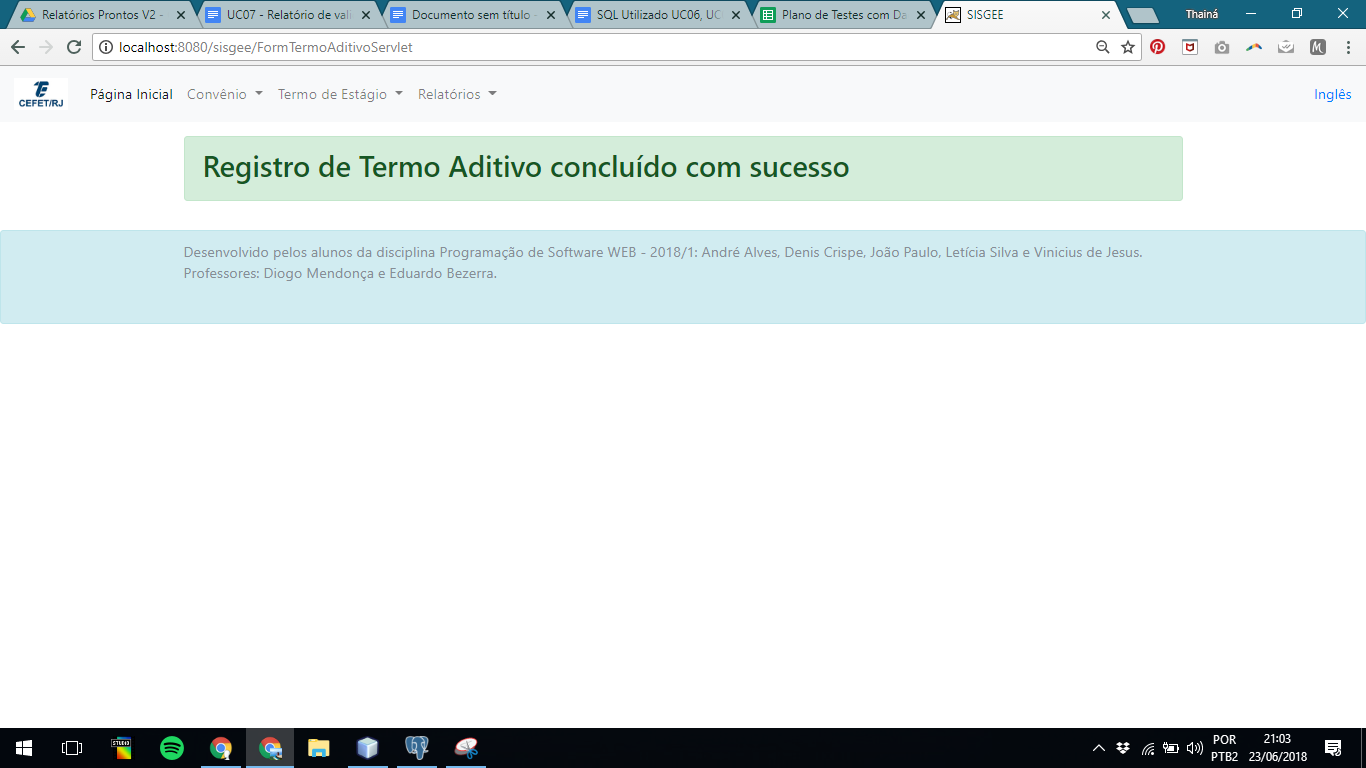 Relatórios Prontos V2 -
UC07 - Relatório de vali
Documento sem título -
SQL Utilizado UC06, UC
Plano de Testes com Da
SISGEE
Thainá
localhost:8080/sisgee/FormTermoAditivoServlet
CEFET/RJ
Página Inicial
Convênio
Termo de Estágio
Relatórios
Inglês
Registro de Termo Aditivo concluído com sucesso
Desenvolvido pelos alunos da disciplina Programação de Software WEB - 2018/1: André Alves, Denis Crispe, João Paulo, Letícia Silva e Vinicius de Jesus.
Professores: Diogo Mendonça e Eduardo Bezerra.
STUDIO
POR
PTB2
21:03
23/06/2018